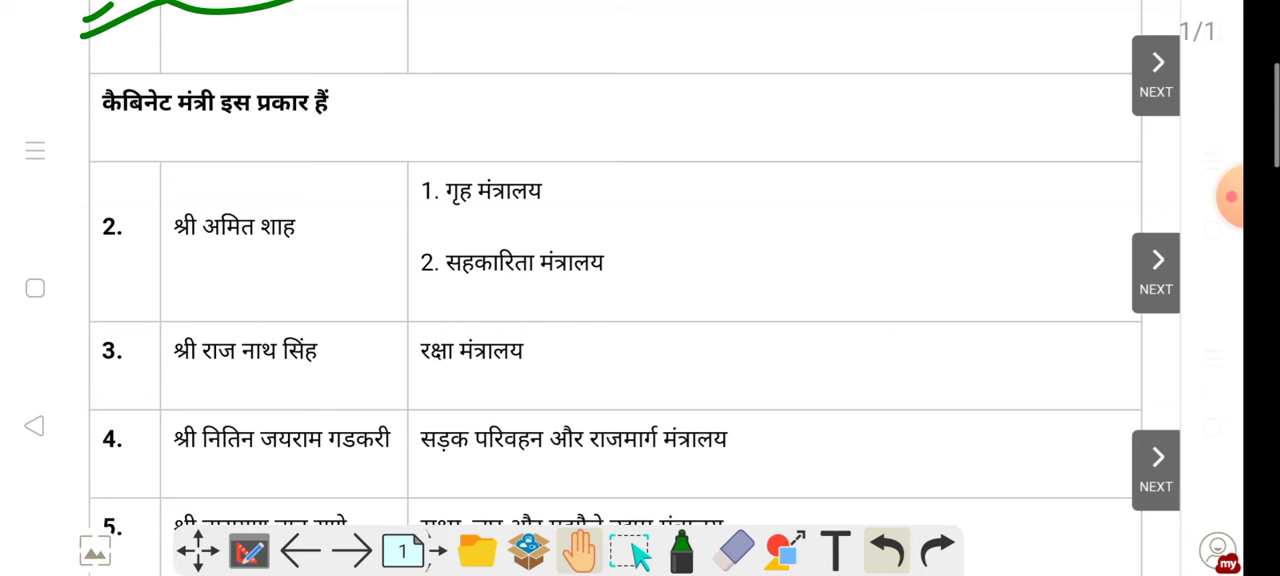 1/1
NEXT
कैबिनेट मंत्री इस प्रकार हैं
2. श्री अमित शाह 1. गृह मंत्रालय
2. सहकारिता मंत्रालय
NEXT
3. श्री राज नाथ सिंह रक्षा मंत्रालय
4. श्री नितिन जयराम गडकरी सड़क परिवहन और राजमार्ग मंत्रालय
NEXT
5. श्री
1
T
my